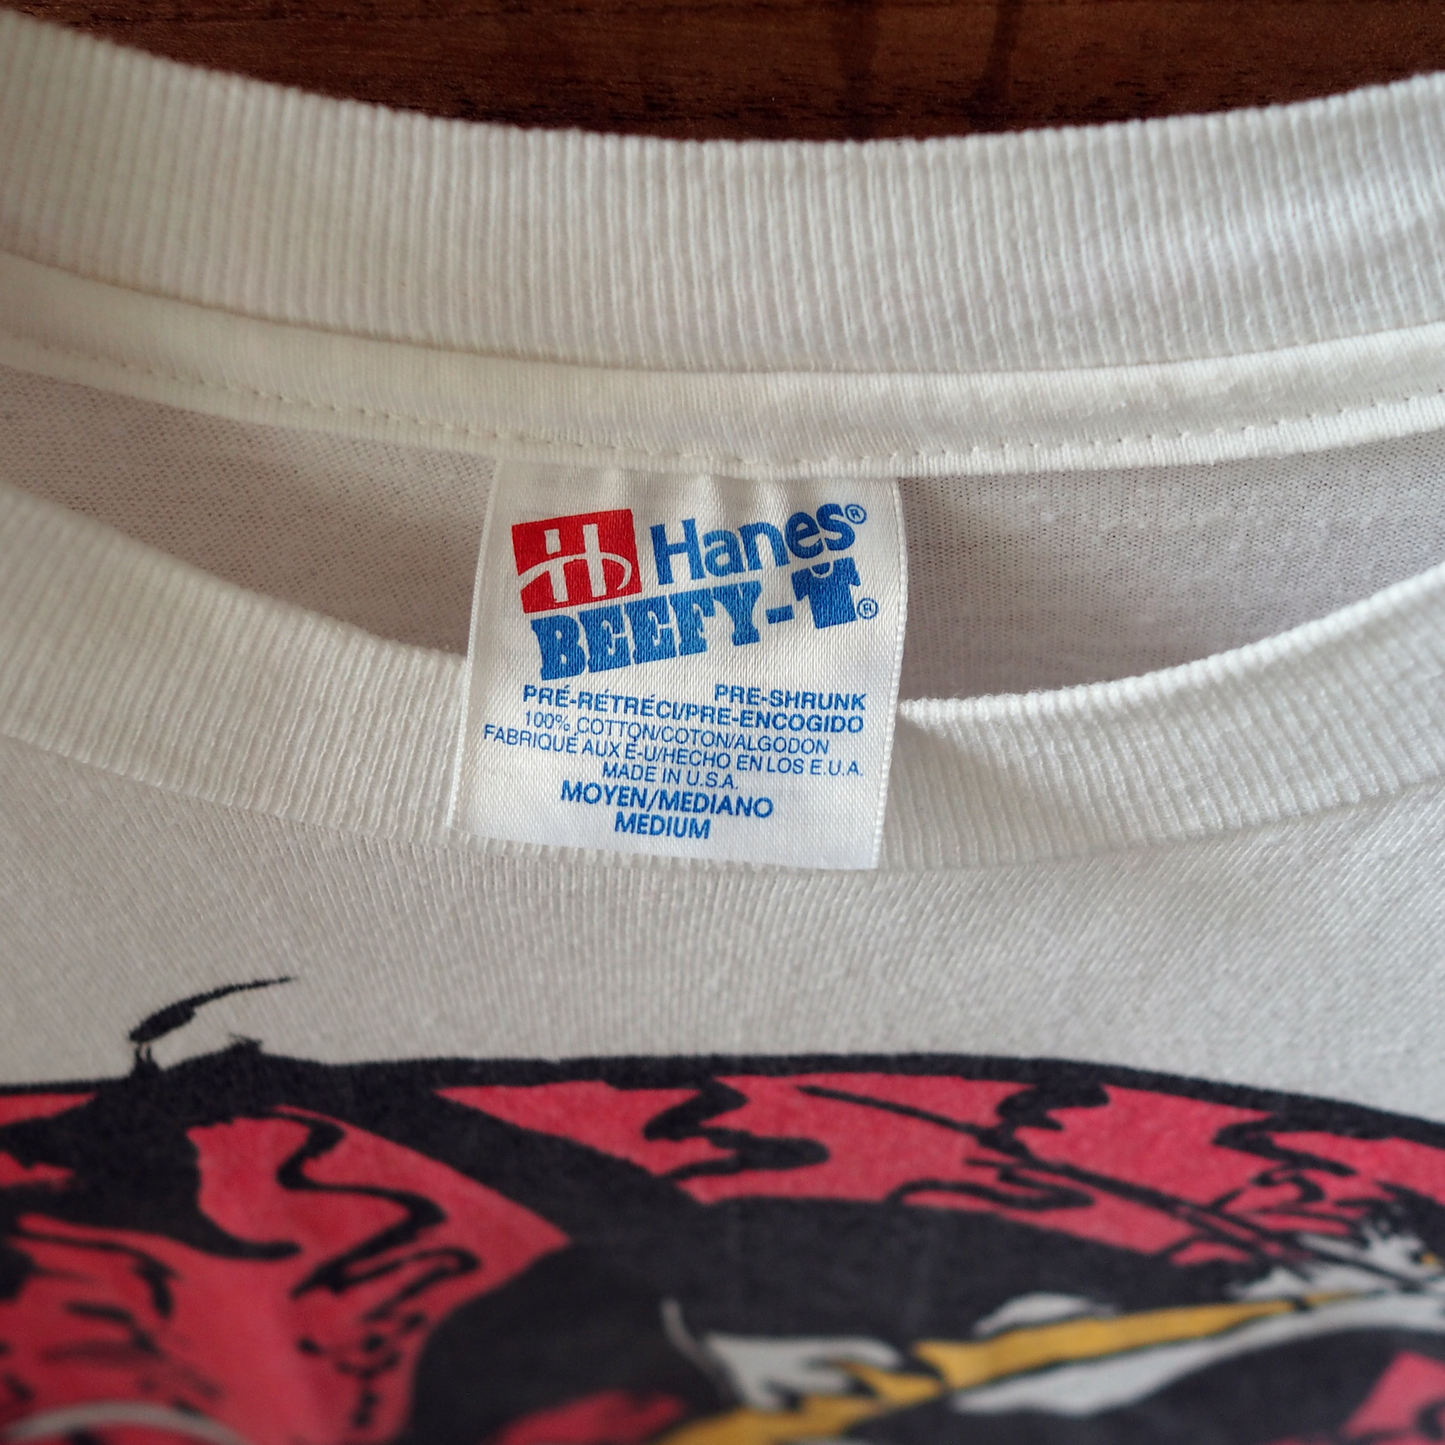 H Hanes®
BEEFY-T®
PRE-SHRUNK
PRÉ-RÉTRÉCI/PRE-ENCOGIDO
100% COTTON/COTON/ALGODON
FABRIQUÉ AUX É-U/HECHO EN LOS E.U.A.
MADE IN U.S.A.
MOYEN/MEDIANO
MEDIUM